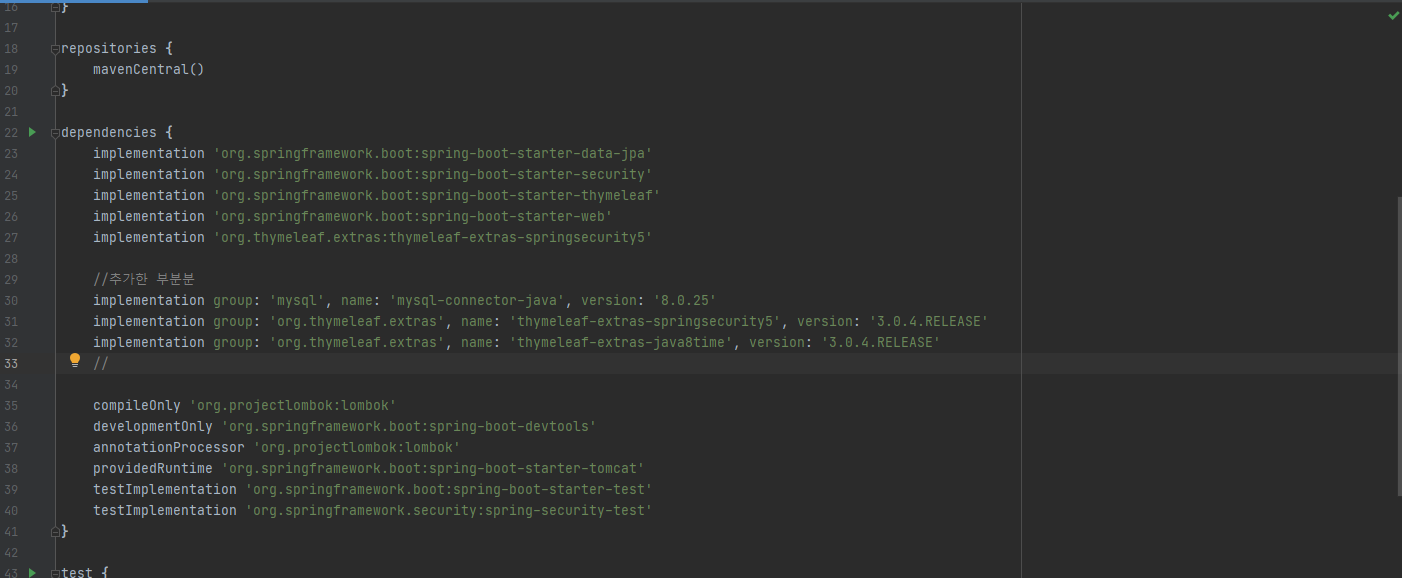 16 }
17
18 repositories {
19 mavenCentral()
20 }
21
22 dependencies {
23 implementation 'org.springframework.boot:spring-boot-starter-data-jpa'
24 implementation 'org.springframework.boot:spring-boot-starter-security'
25 implementation 'org.springframework.boot:spring-boot-starter-thymeleaf'
26 implementation 'org.springframework.boot:spring-boot-starter-web'
27 implementation 'org.thymeleaf.extras:thymeleaf-extras-springsecurity5'
28
29 //추가한 부분분
30 implementation group: 'mysql', name: 'mysql-connector-java', version: '8.0.25'
31 implementation group: 'org.thymeleaf.extras', name: 'thymeleaf-extras-springsecurity5', version: '3.0.4.RELEASE'
32 implementation group: 'org.thymeleaf.extras', name: 'thymeleaf-extras-java8time', version: '3.0.4.RELEASE'
33 //
34
35 compileOnly 'org.projectlombok:lombok'
36 developmentOnly 'org.springframework.boot:spring-boot-devtools'
37 annotationProcessor 'org.projectlombok:lombok'
38 providedRuntime 'org.springframework.boot:spring-boot-starter-tomcat'
39 testImplementation 'org.springframework.boot:spring-boot-starter-test'
40 testImplementation 'org.springframework.security:spring-security-test'
41 }
42
43 test {